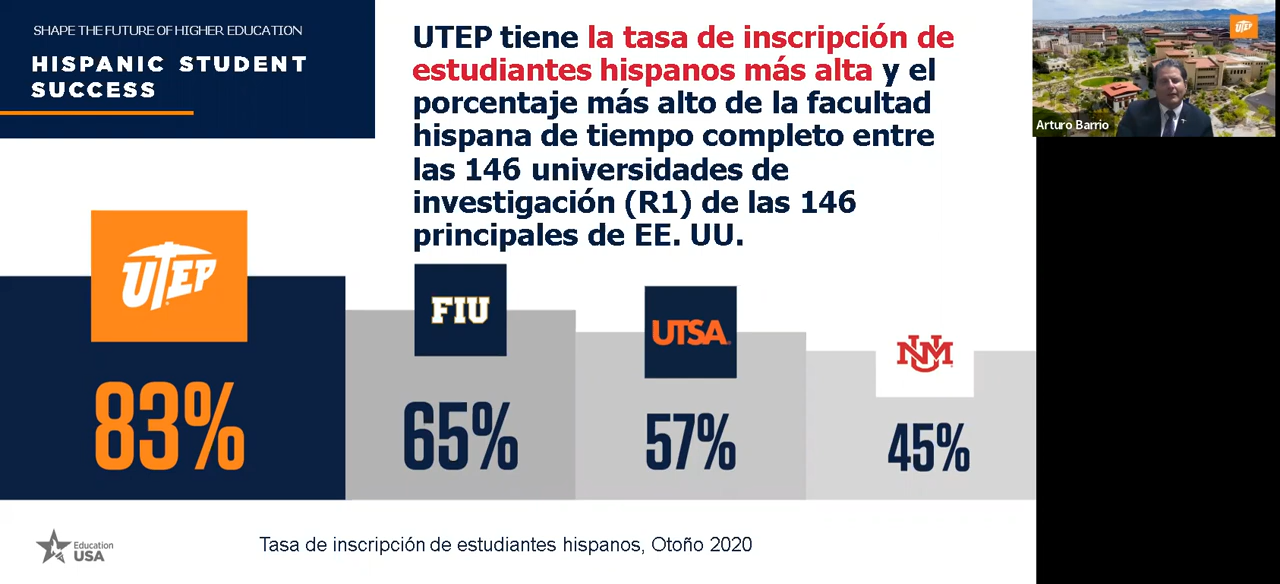 SHAPE THE FUTURE OF HIGHER EDUCATION
HISPANIC STUDENT
SUCCESS
UTEP tiene la tasa de inscripción de
estudiantes hispanos más alta y el
porcentaje más alto de la facultad
hispana de tiempo completo entre
las 146 universidades de
investigación (R1) de las 146
principales de EE. UU.
UTEP
Arturo Barrio
UTEP
FIU
UTSA
UNM
83%
65%
57%
45%
Education
USA
Tasa de inscripción de estudiantes hispanos, Otoño 2020